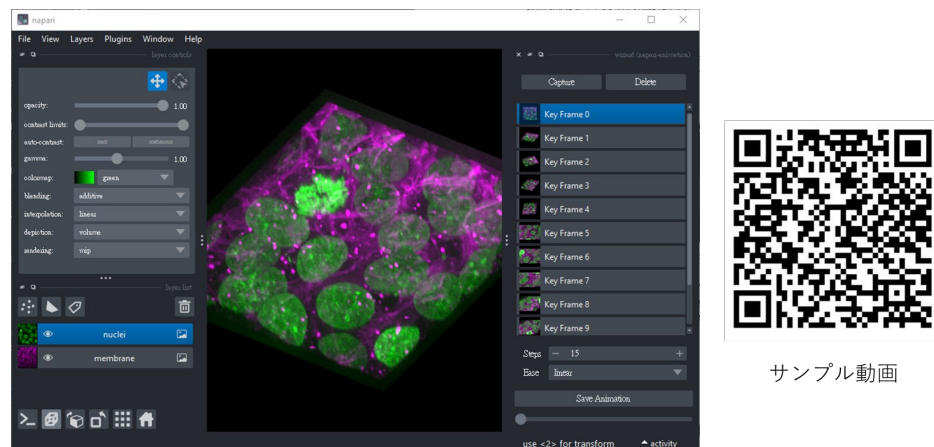 napari
File View Layers Plugins Window Help
layer controls
opacity: 1.00
contrast limits:
auto-contrast: once continuous
gamma: 1.00
colormap: green
blending: additive
interpolation: linear
depiction: volume
rendering: mip
layer list
nuclei
membrane
wizard (napari-animation)
Capture Delete
Key Frame 0
Key Frame 1
Key Frame 2
Key Frame 3
Key Frame 4
Key Frame 5
Key Frame 6
Key Frame 7
Key Frame 8
Key Frame 9
Steps 15
Ease linear
Save Animation
use <2> for transform activity
サンプル動画